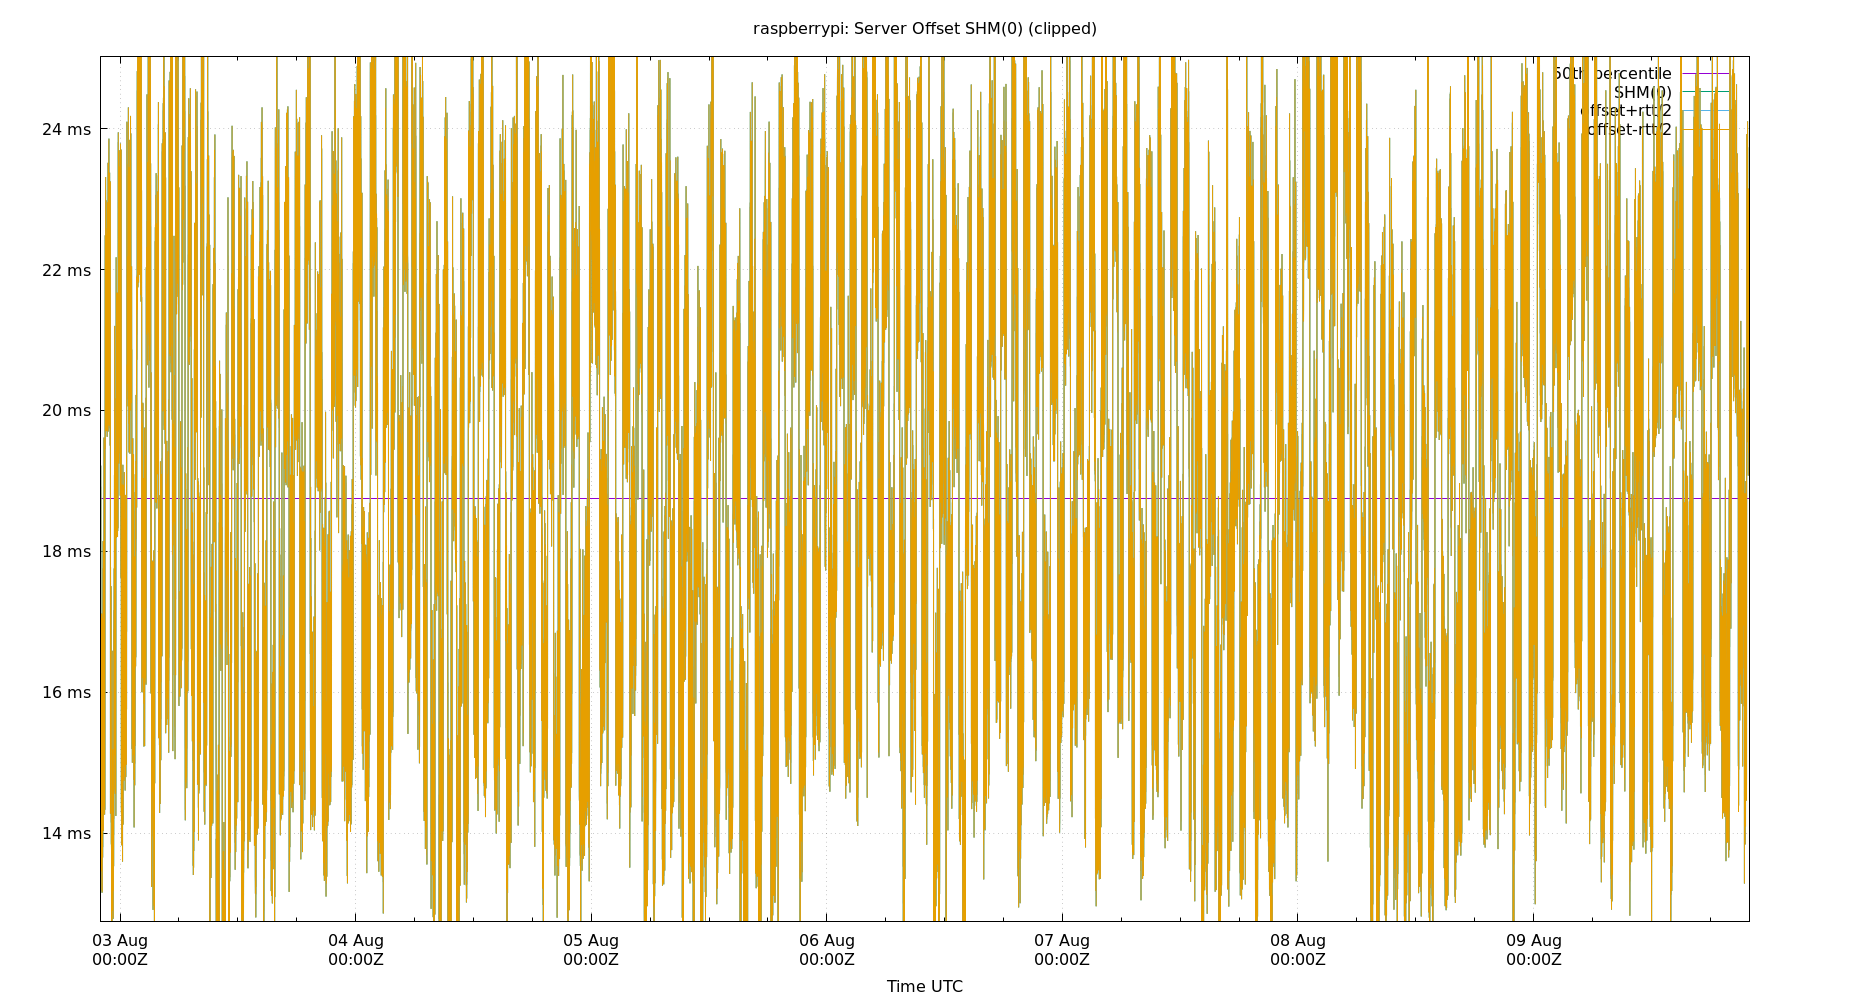 raspberrypi: Server Offset SHM(0) (clipped)
50th percentile
SHM(0)
offset+rtt/2
offset-rtt/2
24 ms
22 ms
20 ms
18 ms
16 ms
14 ms
03 Aug 04 Aug 05 Aug 06 Aug 07 Aug 08 Aug 09 Aug
00:00Z 00:00Z 00:00Z 00:00Z 00:00Z 00:00Z 00:00Z
Time UTC